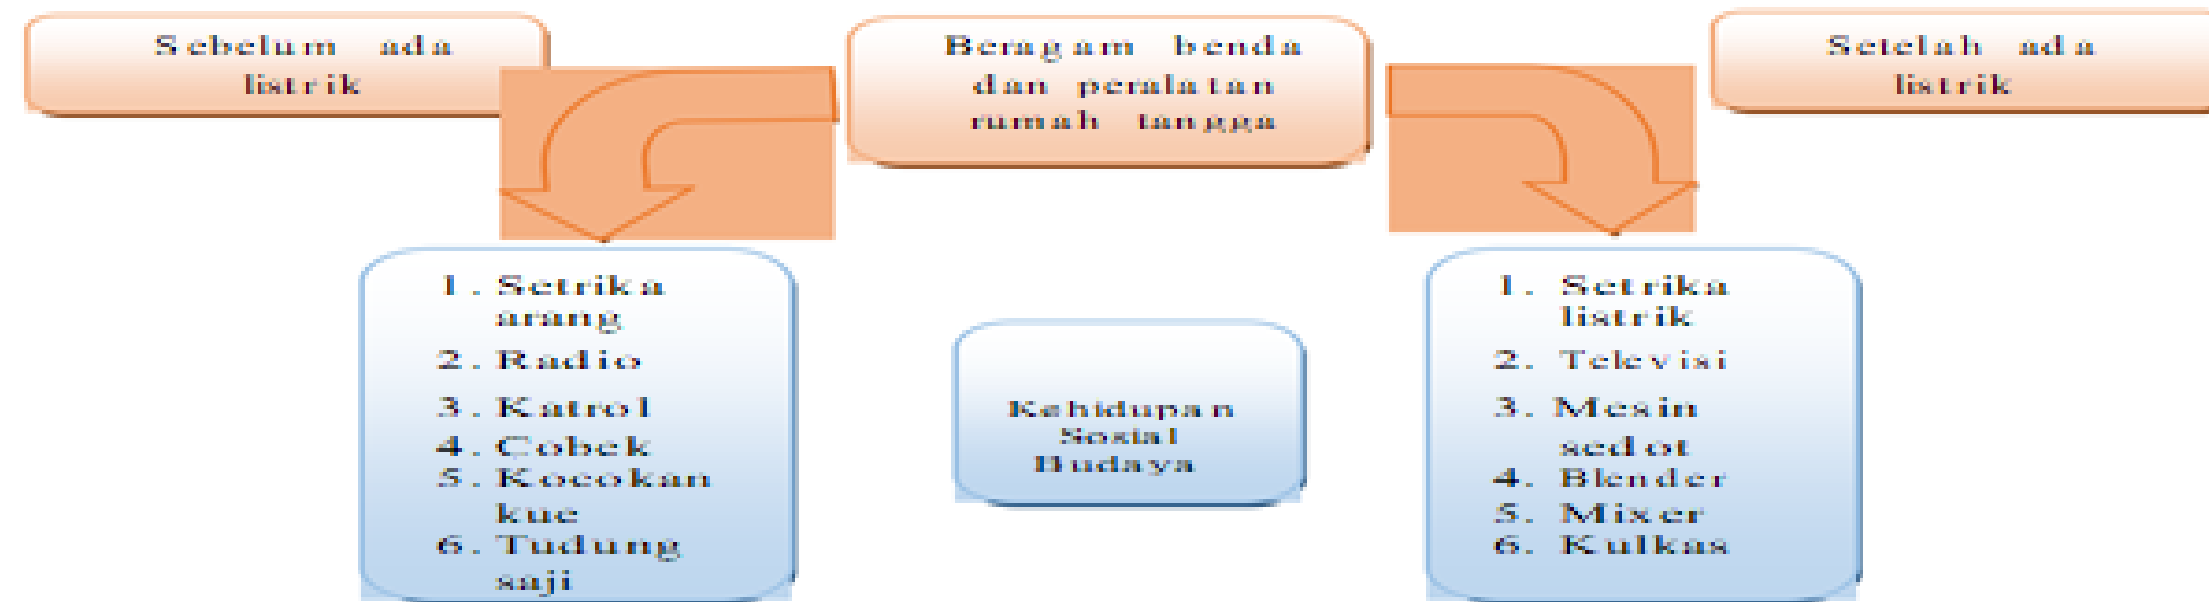 Sebelum ada
listrik
Beragam benda
dan peralatan
rumah tangga
Setelah ada
listrik
1. Setrika
arang
2. Radio
3. Katrol
4. Cobek
5. Kocokan
kue
6. Tudung
saji
Kehidupan
Sosial
Budaya
1. Setrika
listrik
2. Televisi
3. Mesin
sedot
4. Blender
5. Mixer
6. Kulkas